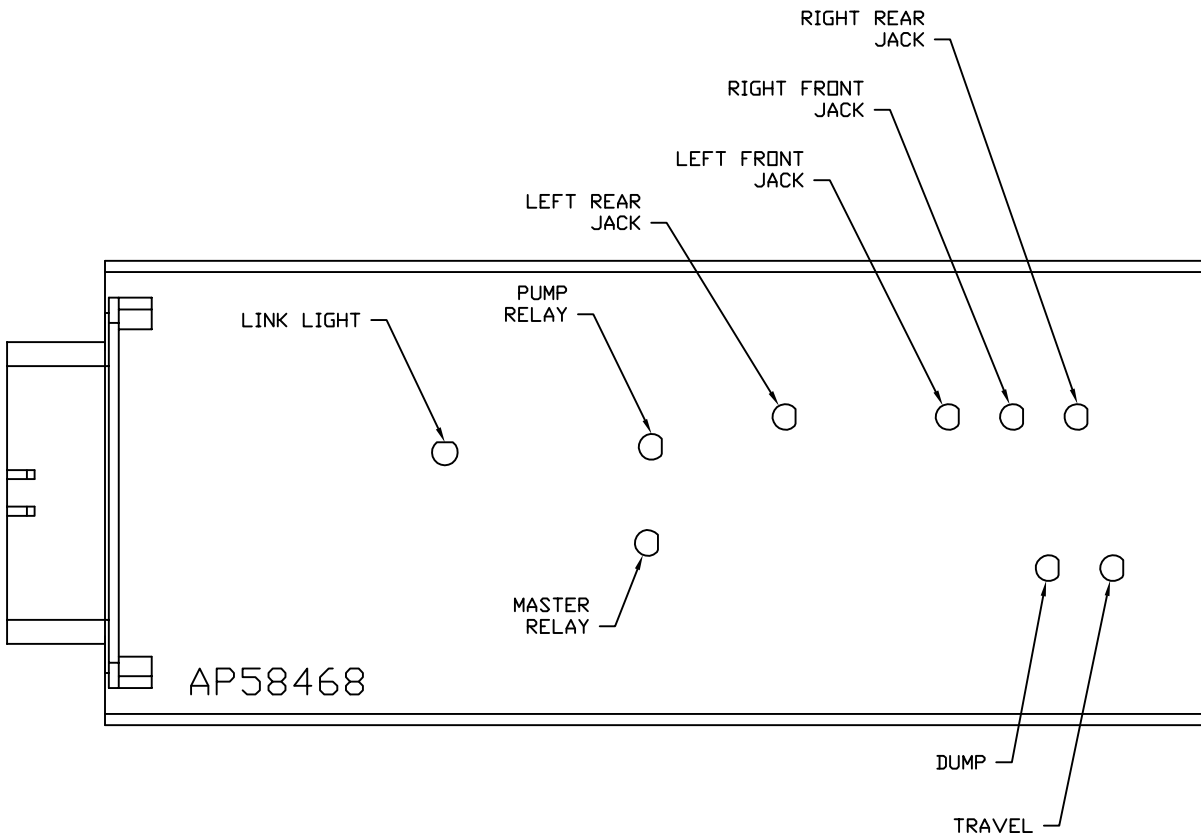 RIGHT REAR
JACK
RIGHT FRONT
JACK
LEFT FRONT
JACK
LEFT REAR
JACK
PUMP
RELAY
LINK LIGHT
MASTER
RELAY
AP58468
DUMP
TRAVEL